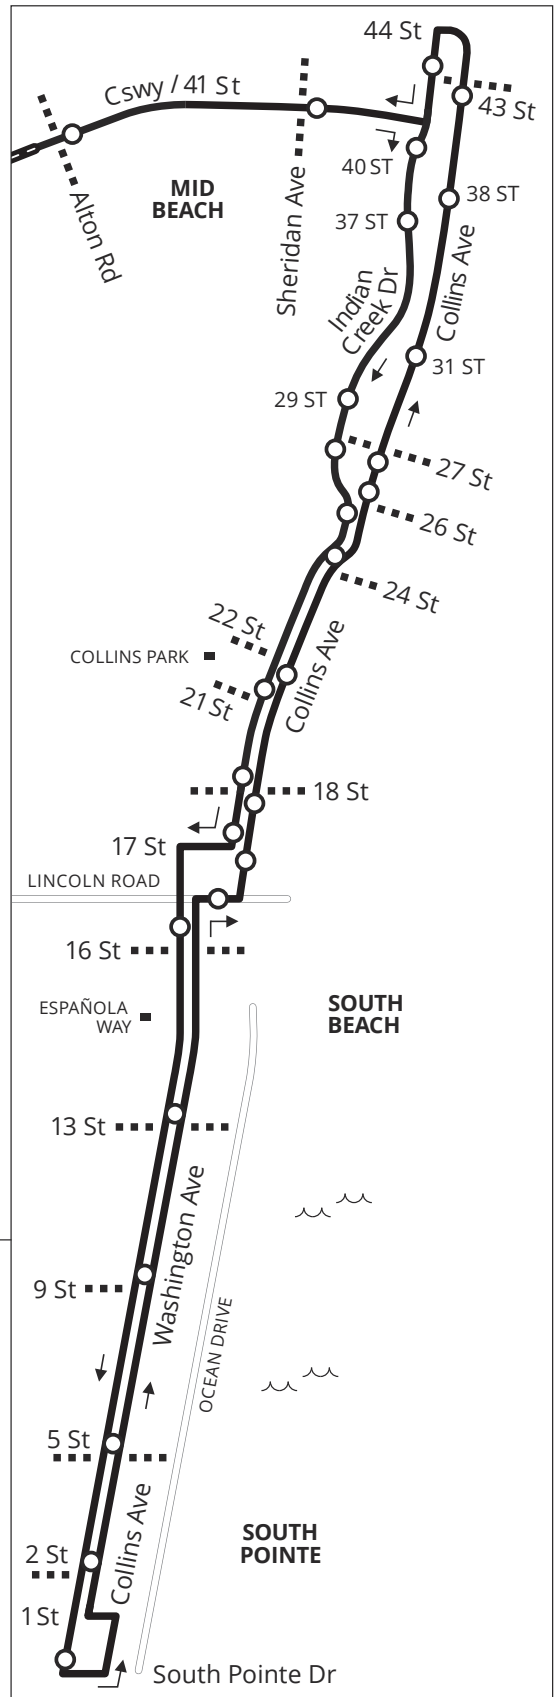 44 St
Cswy / 41 St
43 St
40 ST
MID
BEACH
Alton Rd
Sheridan Ave
38 ST
37 ST
Collins Ave
Indian
Creek Dr
31 ST
29 ST
27 St
26 St
24 St
22 St
COLLINS PARK
21 St
Collins Ave
18 St
17 St
LINCOLN ROAD
16 St
ESPAÑOLA
WAY
SOUTH
BEACH
13 St
Washington Ave
9 St
OCEAN DRIVE
5 St
Collins Ave
SOUTH
POINTE
2 St
1 St
South Pointe Dr